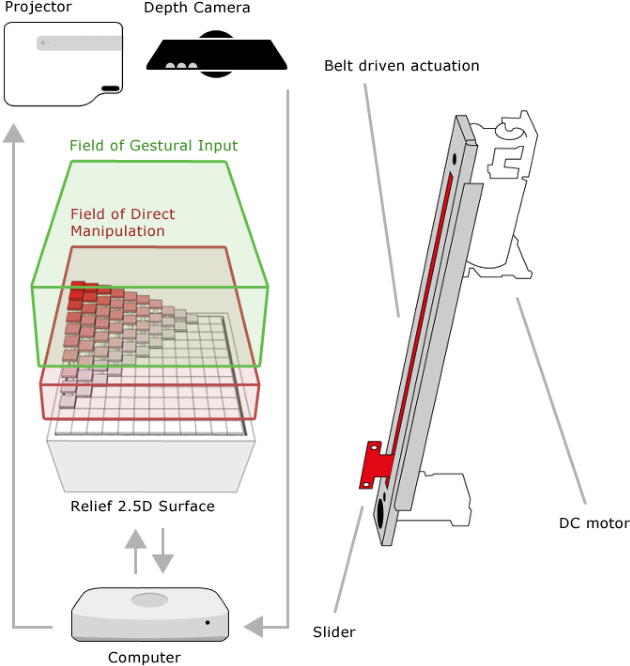 Projector
Depth Camera
Belt driven actuation
Field of Gestural Input
Field of Direct
Manipulation
Relief 2.5D Surface
DC motor
Slider
Computer